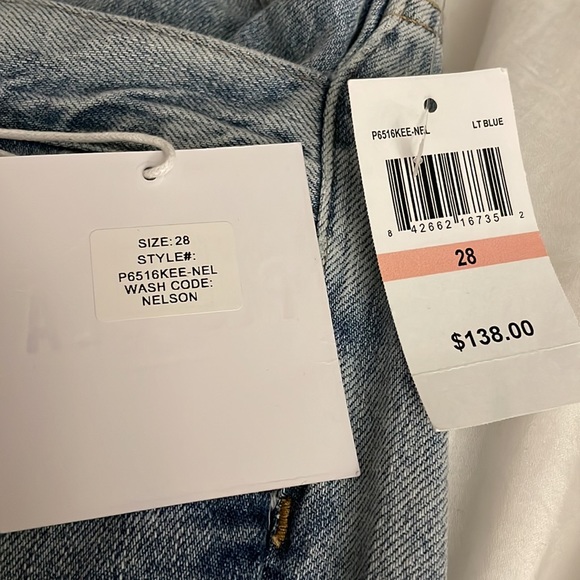 SIZE: 28
STYLE#:
P6516KEE-NEL
WASH CODE:
NELSON
P6516KEE-NEL LT BLUE
8 42662 16735 2
28
$138.00